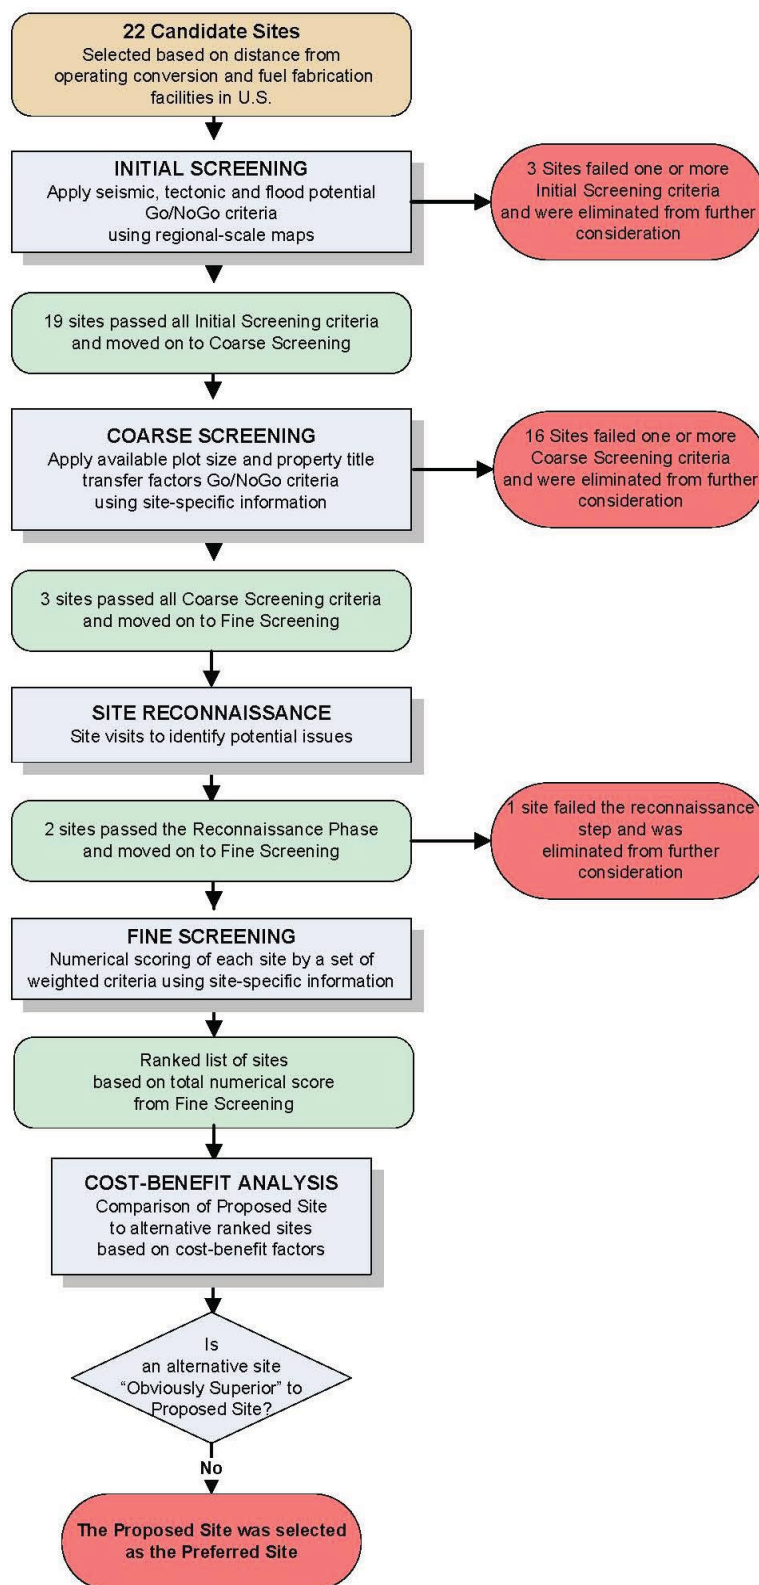 22 Candidate Sites
Selected based on distance from
operating conversion and fuel fabrication
facilities in U.S.
INITIAL SCREENING
Apply seismic, tectonic and flood potential
Go/NoGo criteria
using regional-scale maps
3 Sites failed one or more
Initial Screening criteria
and were eliminated from further
consideration
19 sites passed all Initial Screening criteria
and moved on to Coarse Screening
COARSE SCREENING
Apply available plot size and property title
transfer factors Go/NoGo criteria
using site-specific information
16 Sites failed one or more
Coarse Screening criteria
and were eliminated from further
consideration
3 sites passed all Coarse Screening criteria
and moved on to Fine Screening
SITE RECONNAISSANCE
Site visits to identify potential issues
2 sites passed the Reconnaissance Phase
and moved on to Fine Screening
1 site failed the reconnaissance
step and was
eliminated from further
consideration
FINE SCREENING
Numerical scoring of each site by a set of
weighted criteria using site-specific information
Ranked list of sites
based on total numerical score
from Fine Screening
COST-BENEFIT ANALYSIS
Comparison of Proposed Site
to alternative ranked sites
based on cost-benefit factors
Is
an alternative site
“Obviously Superior” to
Proposed Site?
No
The Proposed Site was selected
as the Preferred Site